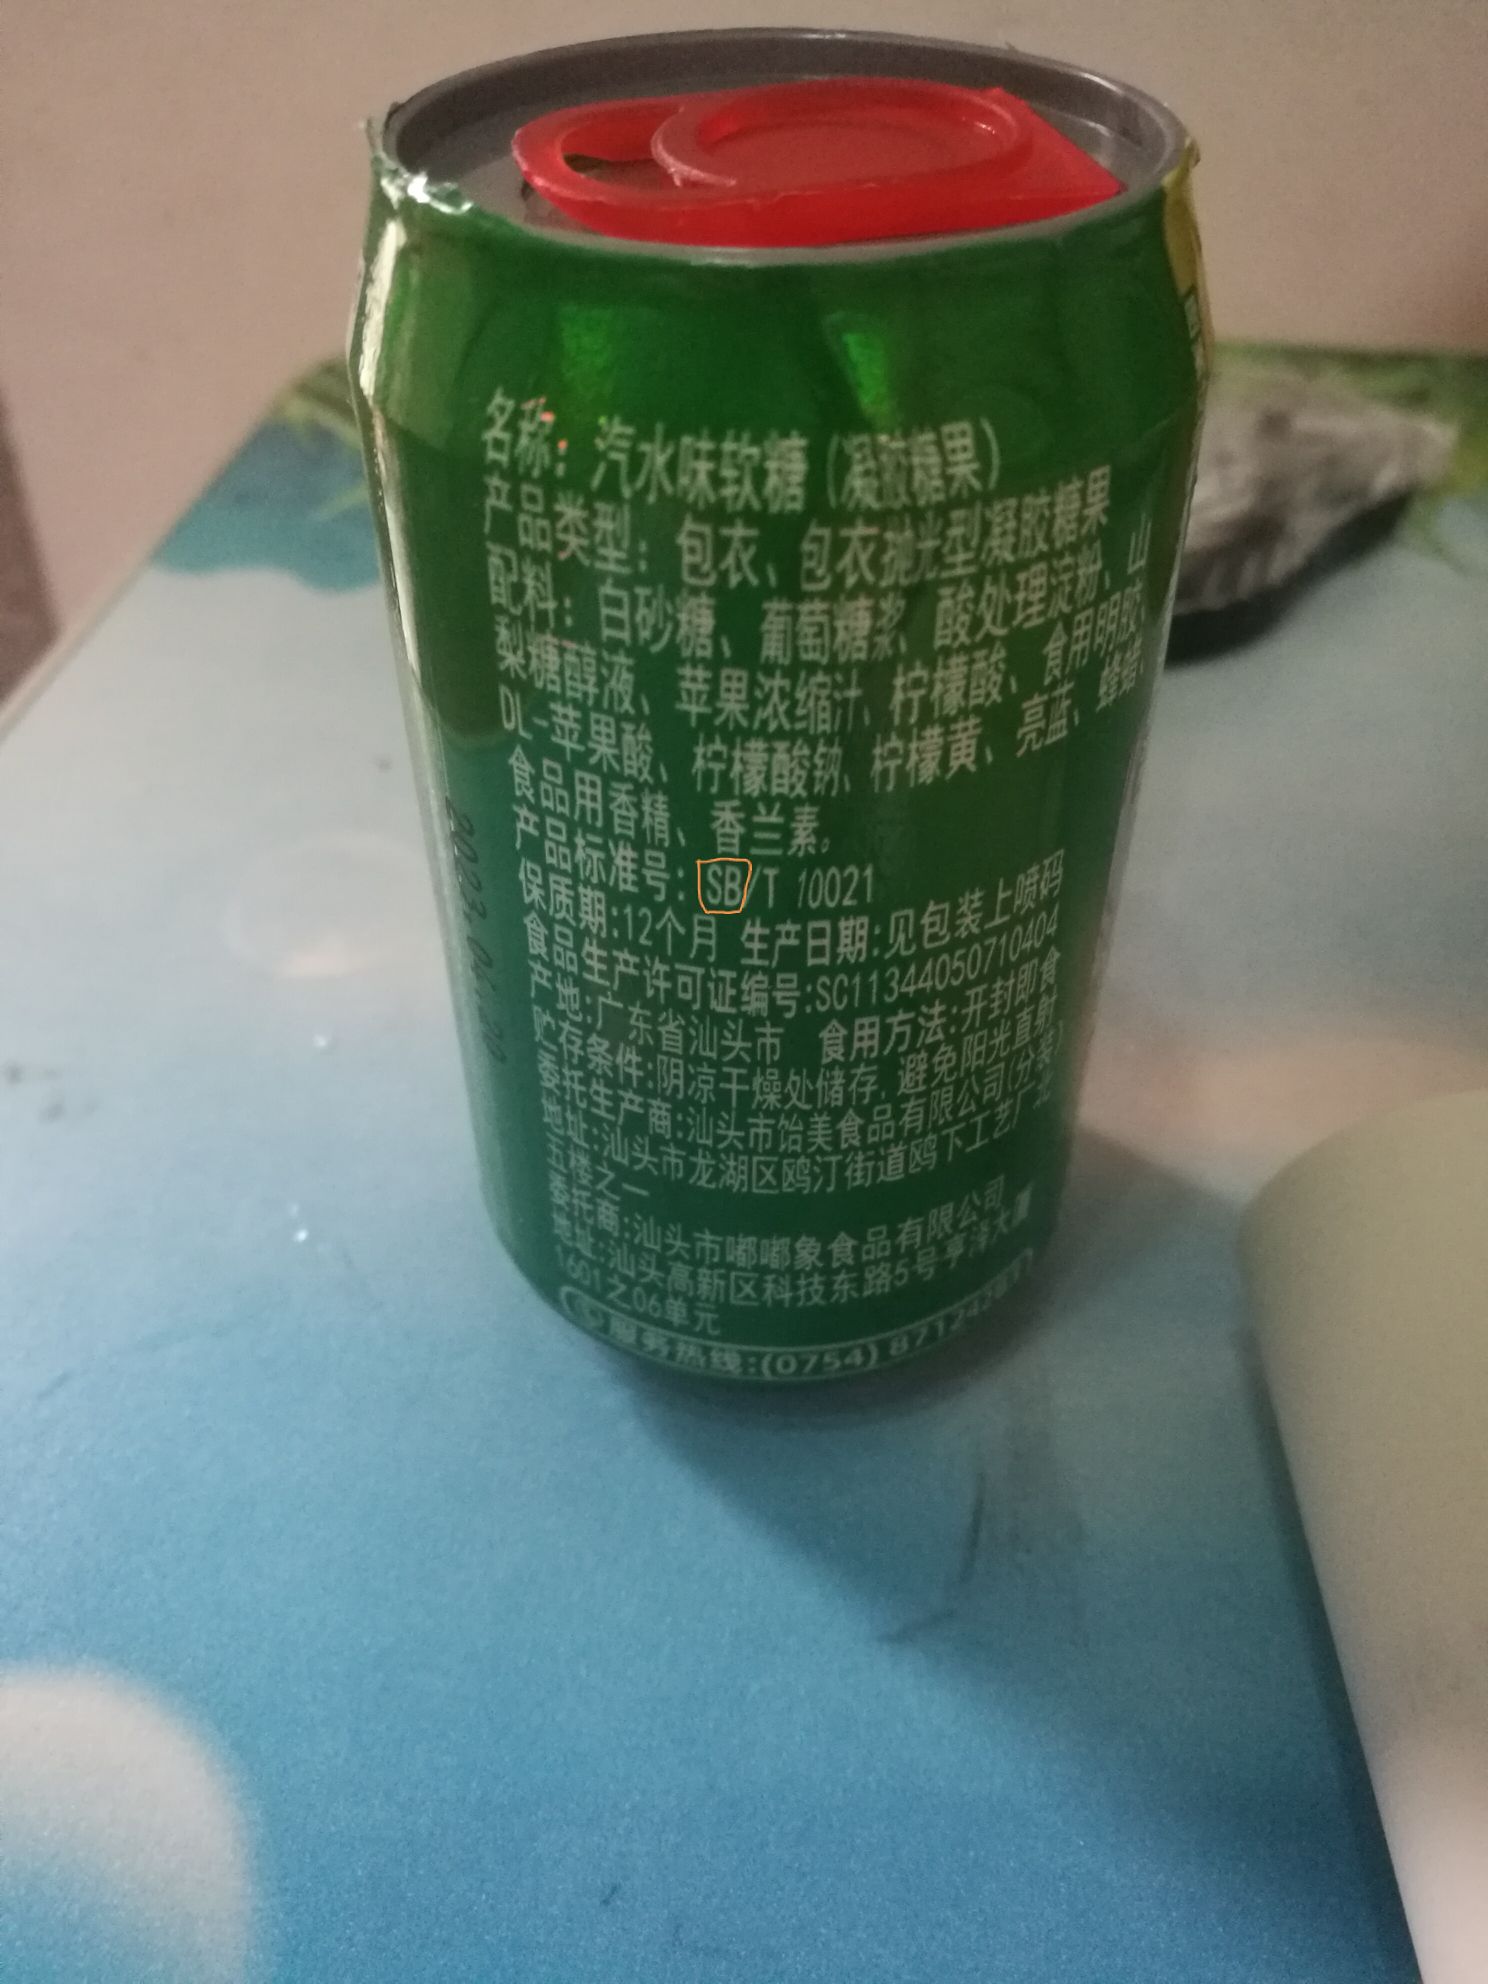 名称：汽水味软糖（凝胶糖果）
产品类型：包衣、包衣抛光型凝胶糖果
配料：白砂糖、葡萄糖浆、酸处理淀粉、山
梨糖醇液、苹果浓缩汁、柠檬酸、食用明胶、
DL-苹果酸、柠檬酸钠、柠檬黄、亮蓝、蜂蜡、
食品用香精、香兰素。
产品标准号：SB/T 10021
保质期:12个月 生产日期:见包装上喷码
食品生产许可证编号:SC11344050710404
产地:广东省汕头市 食用方法:开封即食
贮存条件:阴凉干燥处储存,避免阳光直射
委托生产商:汕头市饴美食品有限公司(分装)
地址:汕头市龙湖区鸥汀街道鸥下工艺厂北
五楼之一
委托商:汕头市嘟嘟象食品有限公司
地址:汕头高新区科技东路5号亨泽大厦
1601之06单元
服务热线:(0754)